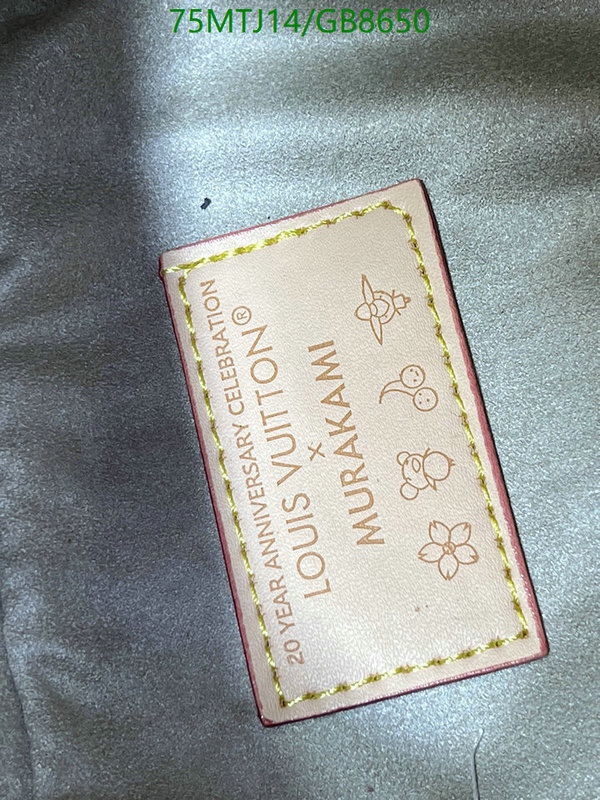 75MTJ14/GB8650
20 YEAR ANNIVERSARY CELEBRATION
LOUIS VUITTON®
×
MURAKAMI